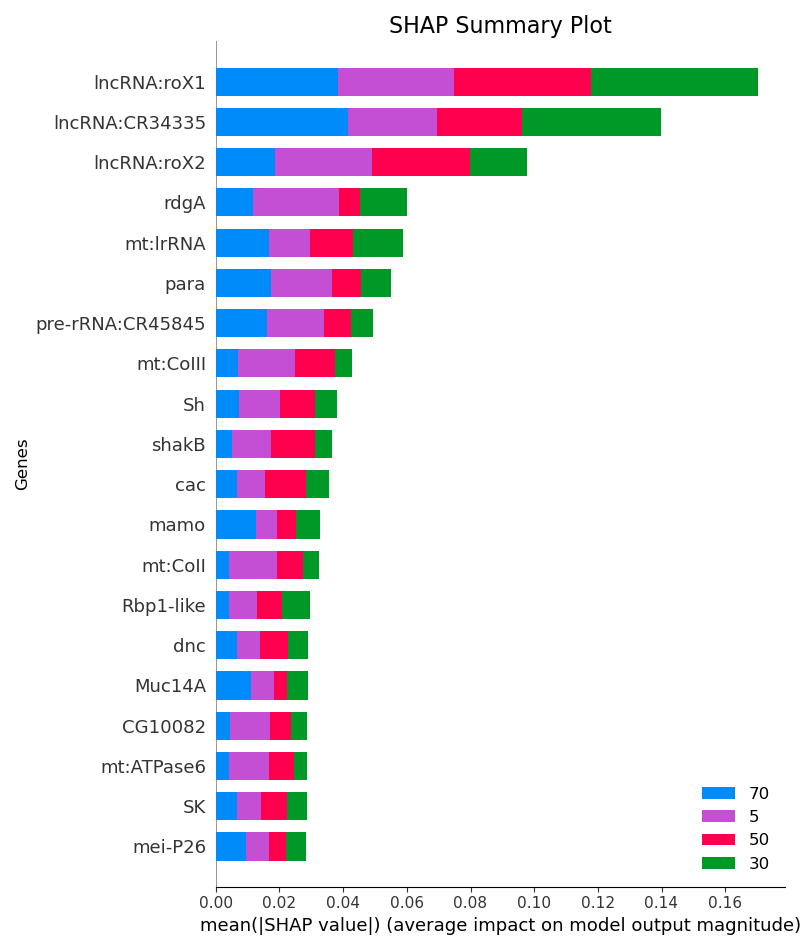 SHAP Summary Plot
lncRNA:roX1
lncRNA:CR34335
lncRNA:roX2
rdgA
mt:lrRNA
para
pre-rRNA:CR45845
mt:CoIII
Sh
shakB
cac
mamo
mt:CoII
Rbp1-like
dnc
Muc14A
CG10082
mt:ATPase6
SK
mei-P26
Genes
70
5
50
30
0.00 0.02 0.04 0.06 0.08 0.10 0.12 0.14 0.16
mean(|SHAP value|) (average impact on model output magnitude)